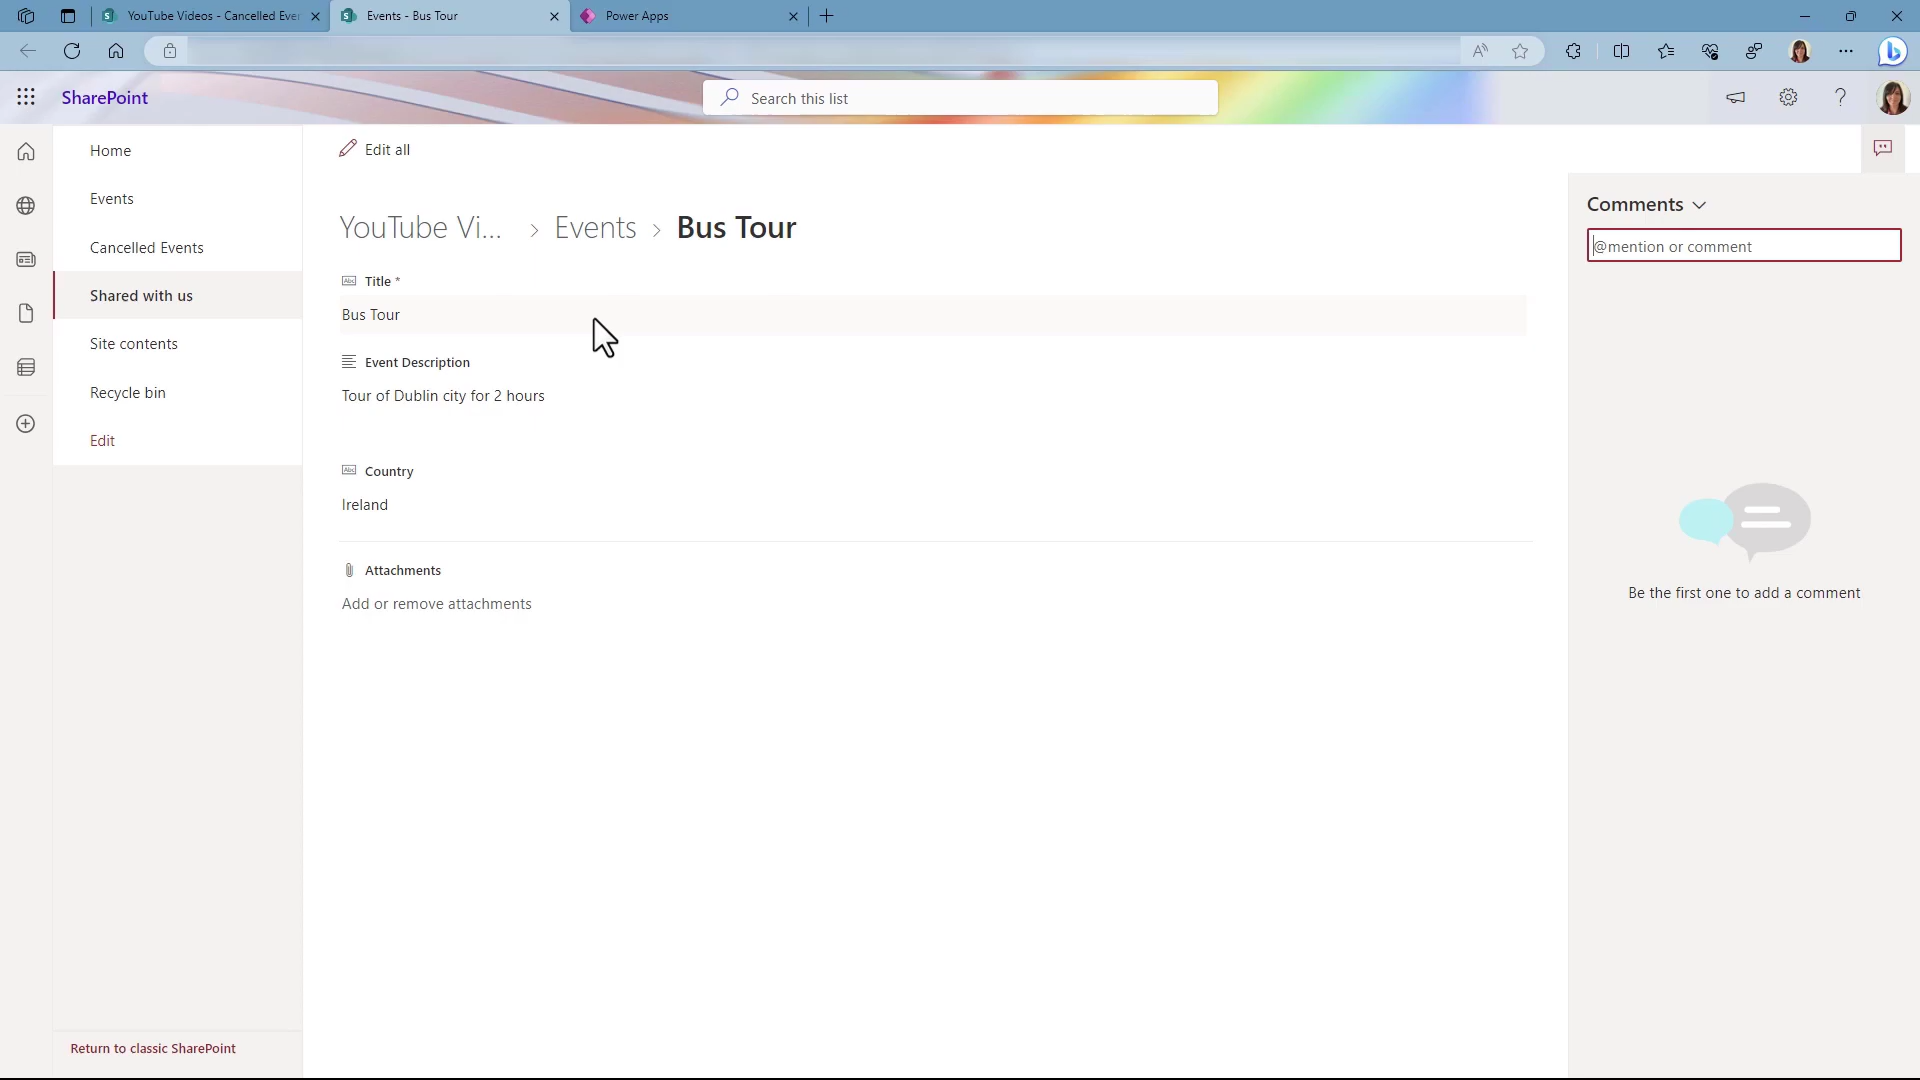 YouTube Videos - Cancelled Ever
Events - Bus Tour
Power Apps
SharePoint
Search this list
Home
Events
Cancelled Events
Shared with us
Site contents
Recycle bin
Edit
Return to classic SharePoint
Edit all
YouTube Vi... > Events > Bus Tour
Title *
Bus Tour
Event Description
Tour of Dublin city for 2 hours
Country
Ireland
Attachments
Add or remove attachments
Comments
@mention or comment
Be the first one to add a comment